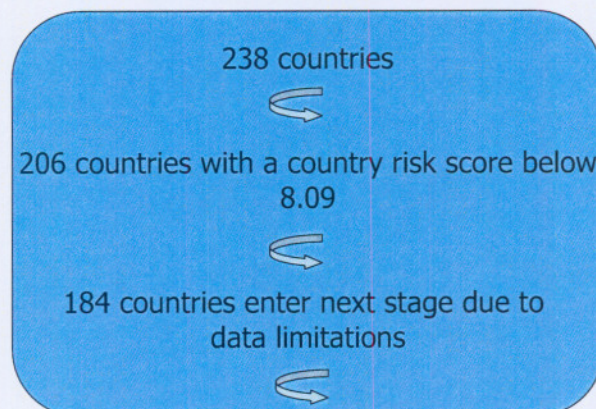 238 countries
206 countries with a country risk score below
8.09
184 countries enter next stage due to
data limitations